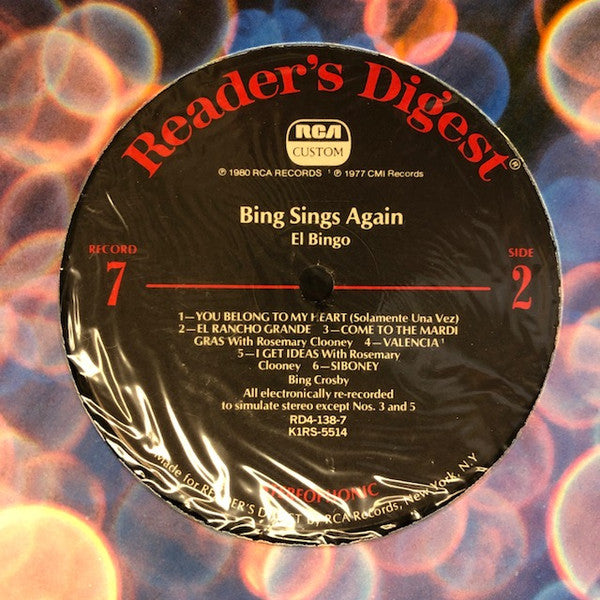 Reader's Digest®
RCA
CUSTOM
℗ 1980 RCA RECORDS ¹ ℗ 1977 CMI Records
Bing Sings Again
El Bingo
RECORD
7
SIDE
2
1—YOU BELONG TO MY HEART (Solamente Una Vez)
2—EL RANCHO GRANDE 3—COME TO THE MARDI
GRAS With Rosemary Clooney 4—VALENCIA ¹
5—I GET IDEAS With Rosemary
Clooney 6—SIBONEY
Bing Crosby
All electronically re-recorded
to simulate stereo except Nos. 3 and 5
RD4-138-7
K1RS-5514
STEREOPHONIC
Made for READER'S DIGEST by RCA Records, New York, N.Y.